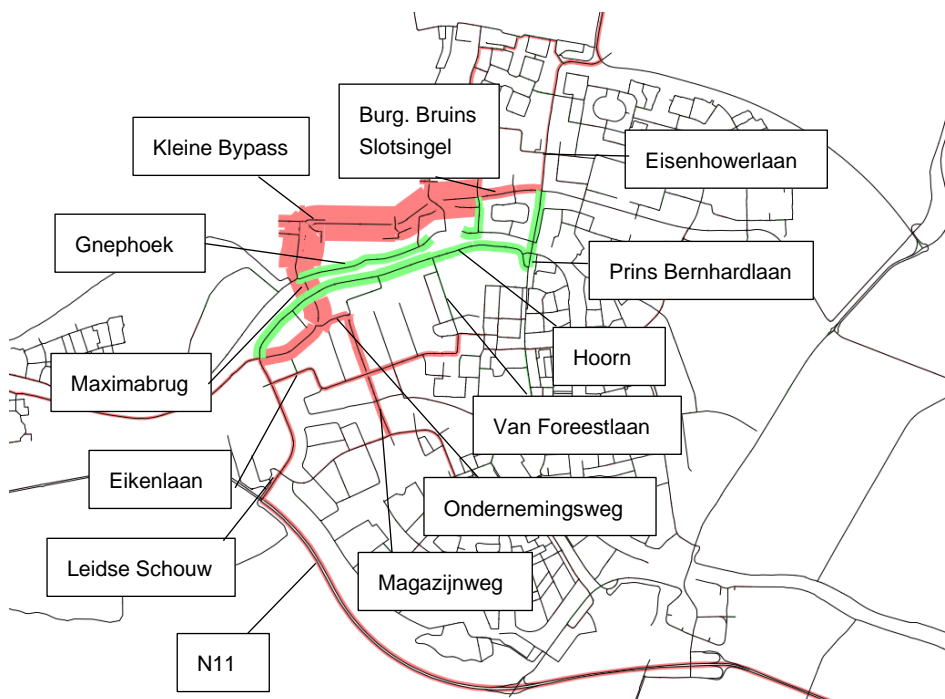 Burg. Bruins
Slotsingel
Kleine Bypass
Eisenhowerlaan
Gnephoek
Prins Bernhardlaan
Hoorn
Maximabrug
Van Foreestlaan
Eikenlaan
Ondernemingsweg
Leidse Schouw
Magazijnweg
N11